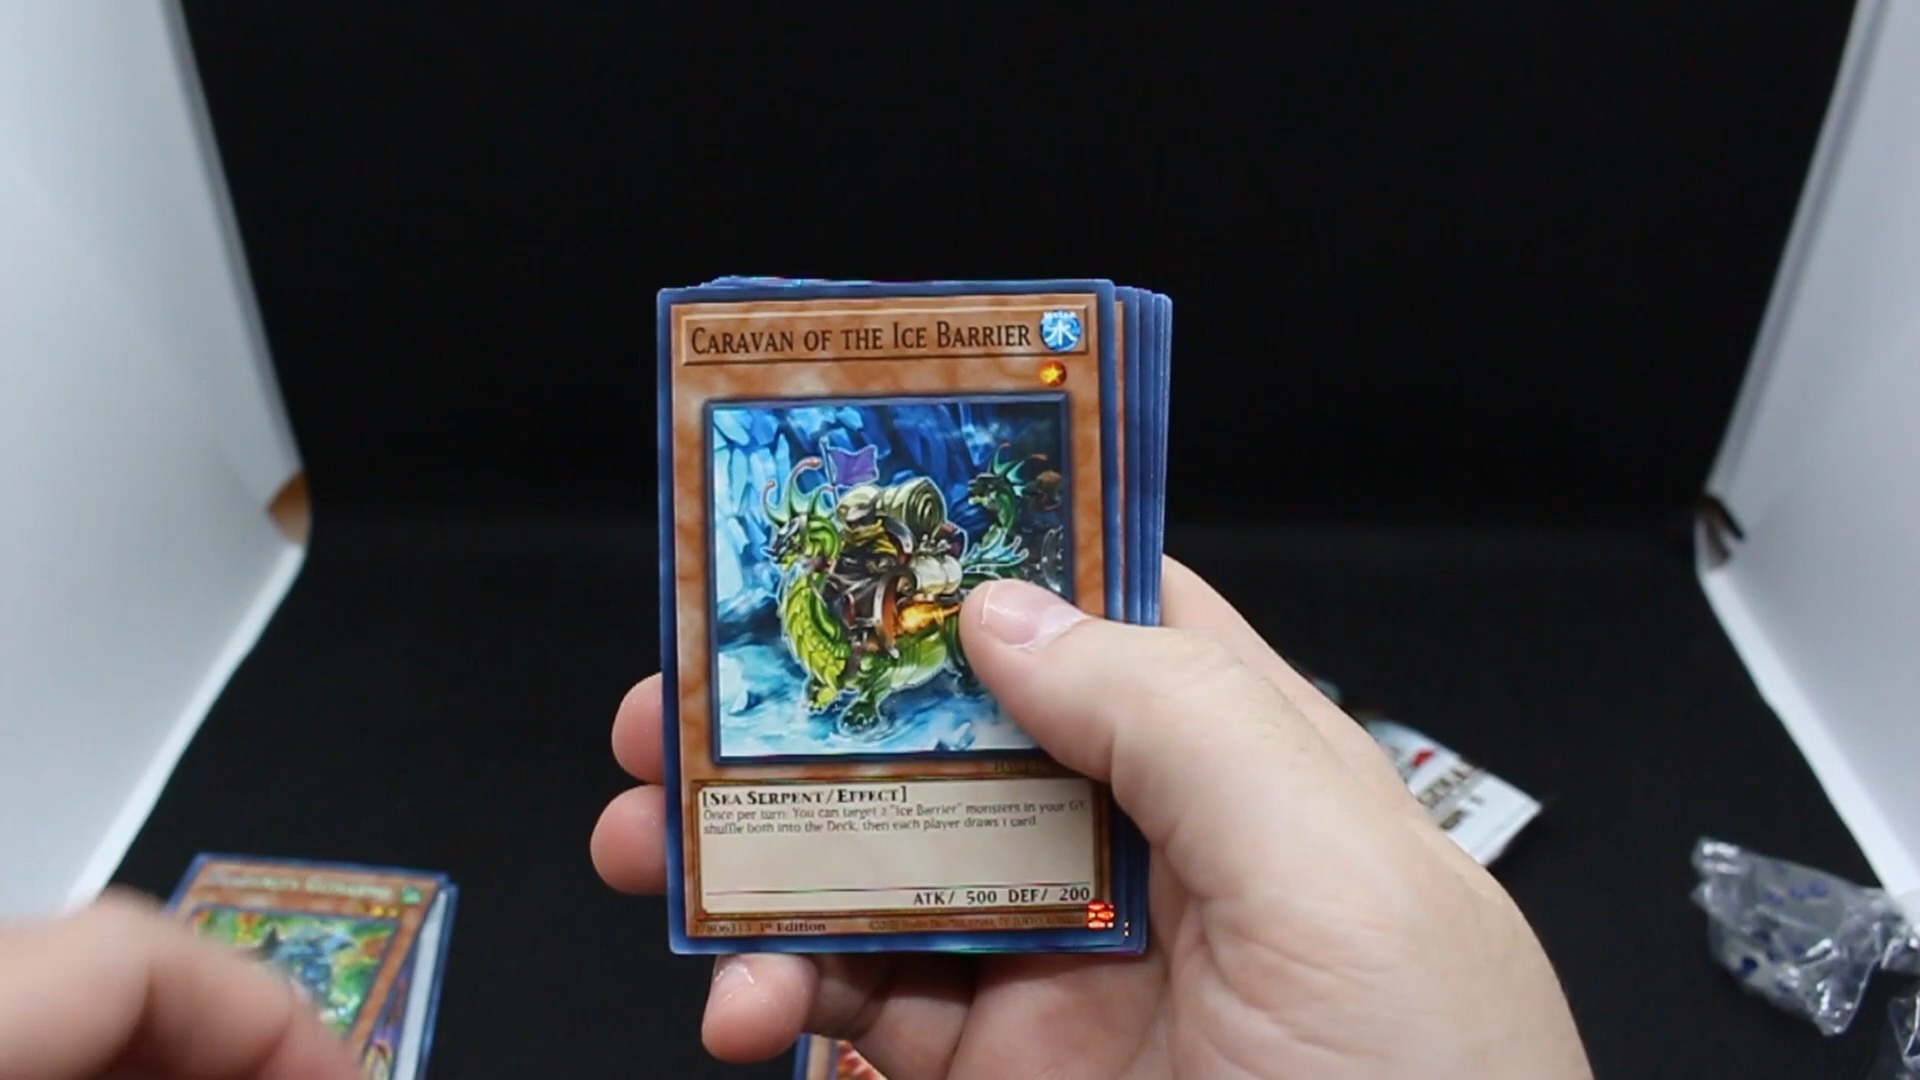 CARAVAN OF THE ICE BARRIER
水
[SEA SERPENT/EFFECT]
Once per turn: You can target 2 "Ice Barrier" monsters in your GY;
shuffle both into the Deck, then each player draws 1 card.
ATK/ 500 DEF/ 200
1st Edition